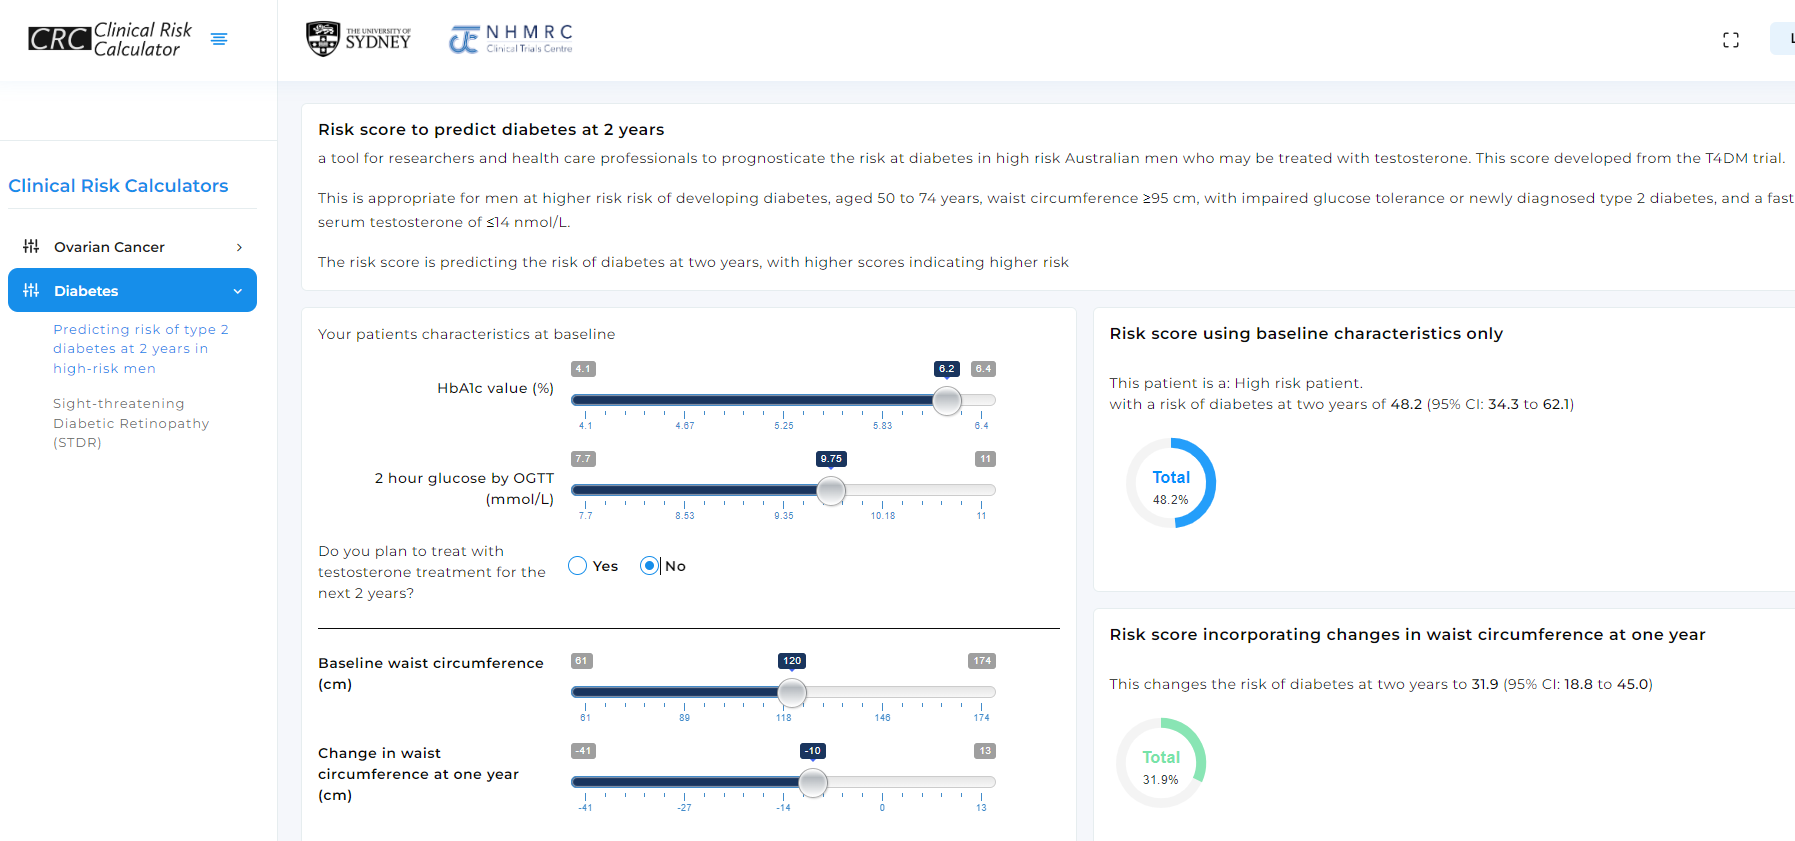 CRC Clinical Risk
Calculator
THE UNIVERSITY OF
SYDNEY
NHMRC
Clinical Trials Centre
L
Clinical Risk Calculators
Ovarian Cancer
Diabetes
Predicting risk of type 2
diabetes at 2 years in
high-risk men
Sight-threatening
Diabetic Retinopathy
(STDR)
Risk score to predict diabetes at 2 years
a tool for researchers and health care professionals to prognosticate the risk at diabetes in high risk Australian men who may be treated with testosterone. This score developed from the T4DM trial.
This is appropriate for men at higher risk risk of developing diabetes, aged 50 to 74 years, waist circumference ≥95 cm, with impaired glucose tolerance or newly diagnosed type 2 diabetes, and a fast
serum testosterone of ≤14 nmol/L.
The risk score is predicting the risk of diabetes at two years, with higher scores indicating higher risk
Your patients characteristics at baseline
4.1 6.2 6.4
HbA1c value (%)
4.1 4.67 5.25 5.83 6.4
7.7 9.75 11
2 hour glucose by OGTT
(mmol/L)
7.7 8.53 9.35 10.18 11
Do you plan to treat with
testosterone treatment for the
next 2 years?
Yes No
Baseline waist circumference
(cm)
61 120 174
61 89 118 146 174
Change in waist
circumference at one year
(cm)
-41 -10 13
-41 -27 -14 0 13
Risk score using baseline characteristics only
This patient is a: High risk patient.
with a risk of diabetes at two years of 48.2 (95% CI: 34.3 to 62.1)
Total
48.2%
Risk score incorporating changes in waist circumference at one year
This changes the risk of diabetes at two years to 31.9 (95% CI: 18.8 to 45.0)
Total
31.9%